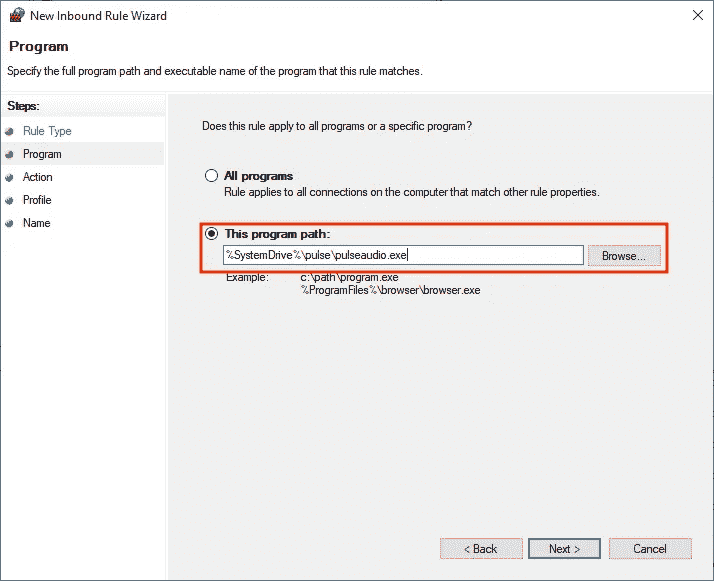 New Inbound Rule Wizard
Program
Specify the full program path and executable name of the program that this rule matches.
Steps:
Rule Type
Program
Action
Profile
Name
Does this rule apply to all programs or a specific program?
All programs
Rule applies to all connections on the computer that match other rule properties.
This program path:
%SystemDrive%\pulse\pulseaudio.exe
Browse...
Example: c:\path\program.exe
%ProgramFiles%\browser\browser.exe
< Back Next > Cancel